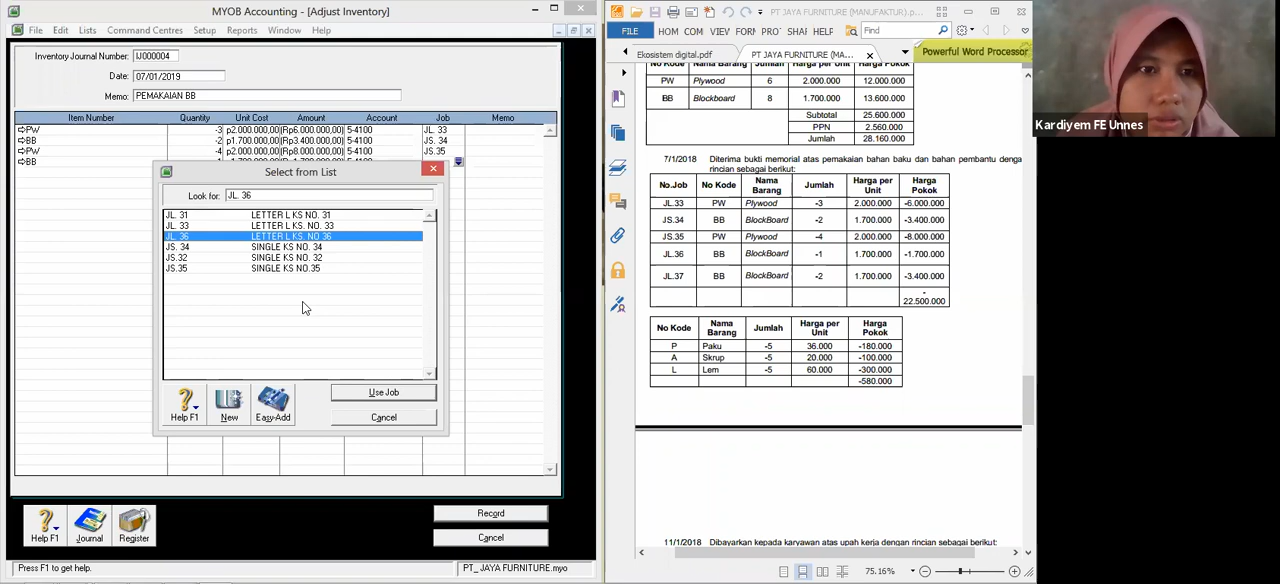 MYOB Accounting - [Adjust Inventory]
File Edit Lists Command Centres Setup Reports Window Help
Inventory Journal Number: IJ000004
Date: 07/01/2019
Memo: PEMAKAIAN BB
Item Number Quantity Unit Cost Amount Account Job Memo
PW -3 p2.000.000,00 Rp6.000.000,00 5-4100 JL. 33
BB -2 p1.700.000,00 Rp3.400.000,00 5-4100 JS. 34
PW -4 p2.000.000,00 Rp8.000.000,00 5-4100 JS.35
BB
Select from List
Look for: JL. 36
JL. 31 LETTER L KS NO. 31
JL. 33 LETTER L KS. NO. 33
JL. 36 LETTER L KS. NO 36
JS. 34 SINGLE KS NO. 34
JS.32 SINGLE KS NO. 32
JS.35 SINGLE KS NO.35
Use Job
Help F1 New Easy-Add Cancel
Record
Help F1 Journal Register Cancel
Press F1 to get help. PT_ JAYA FURNITURE.myo
PT JAYA FURNITURE (MANUFAKTUR).p...
FILE HOM COM VIEV FORM PRO SHAR HELP Find
Ekosistem digital.pdf PT JAYA FURNITURE (MA... Powerful Word Processor
No Kode Nama Barang Jumlah Harga per Unit Harga Pokok
PW Plywood 6 2.000.000 12.000.000
BB Blockboard 8 1.700.000 13.600.000
Subtotal 25.600.000
PPN 2.560.000
Jumlah 28.160.000
7/1/2018 Diterima bukti memorial atas pemakaian bahan baku dan bahan pembantu denga
rincian sebagai berikut:
No.Job No Kode Nama Barang Jumlah Harga per Unit Harga Pokok
JL.33 PW Plywood -3 2.000.000 -6.000.000
JS.34 BB BlockBoard -2 1.700.000 -3.400.000
JS.35 PW Plywood -4 2.000.000 -8.000.000
JL.36 BB BlockBoard -1 1.700.000 -1.700.000
JL.37 BB BlockBoard -2 1.700.000 -3.400.000
-
22.500.000
No Kode Nama Barang Jumlah Harga per Unit Harga Pokok
P Paku -5 36.000 -180.000
A Skrup -5 20.000 -100.000
L Lem -5 60.000 -300.000
-580.000
11/1/2018 Dibayarkan kepada karyawan atas upah kerja dengan rincian sebagai berikut:
75.16%
Kardiyem FE Unnes